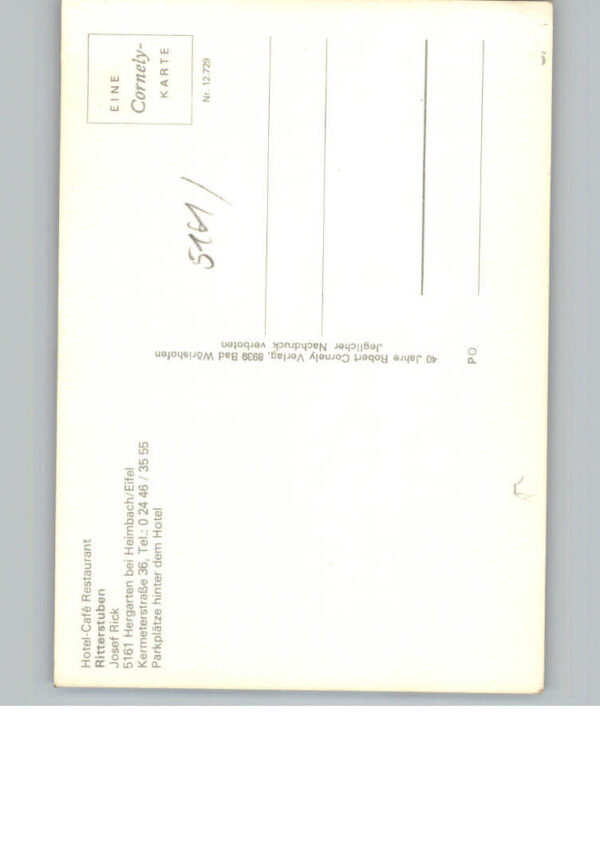 Hotel-Café Restaurant
Ritterstuben
Josef Rick
5161 Hergarten bei Heimbach/Eifel
Kermeterstraße 36, Tel.: 0 24 46 / 35 55
Parkplätze hinter dem Hotel
40 Jahre Robert Cornely Verlag, 8939 Bad Wörishofen
Jeglicher Nachdruck verboten
EINE
Cornely-
KARTE
Nr. 12.729
5161/
PO